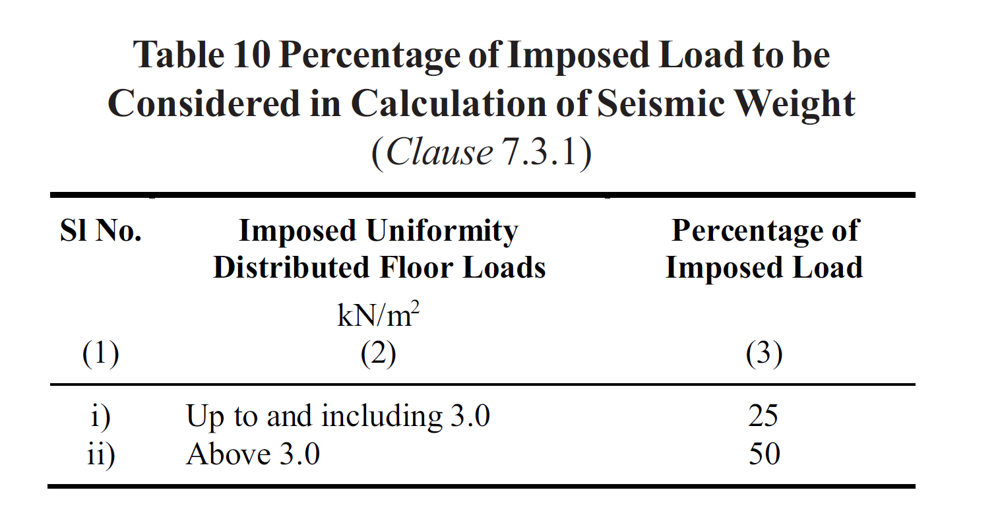 Table 10 Percentage of Imposed Load to be
Considered in Calculation of Seismic Weight
(Clause 7.3.1)
Sl No. Imposed Uniformity Percentage of
Distributed Floor Loads Imposed Load
kN/m²
(1) (2) (3)
i) Up to and including 3.0 25
ii) Above 3.0 50